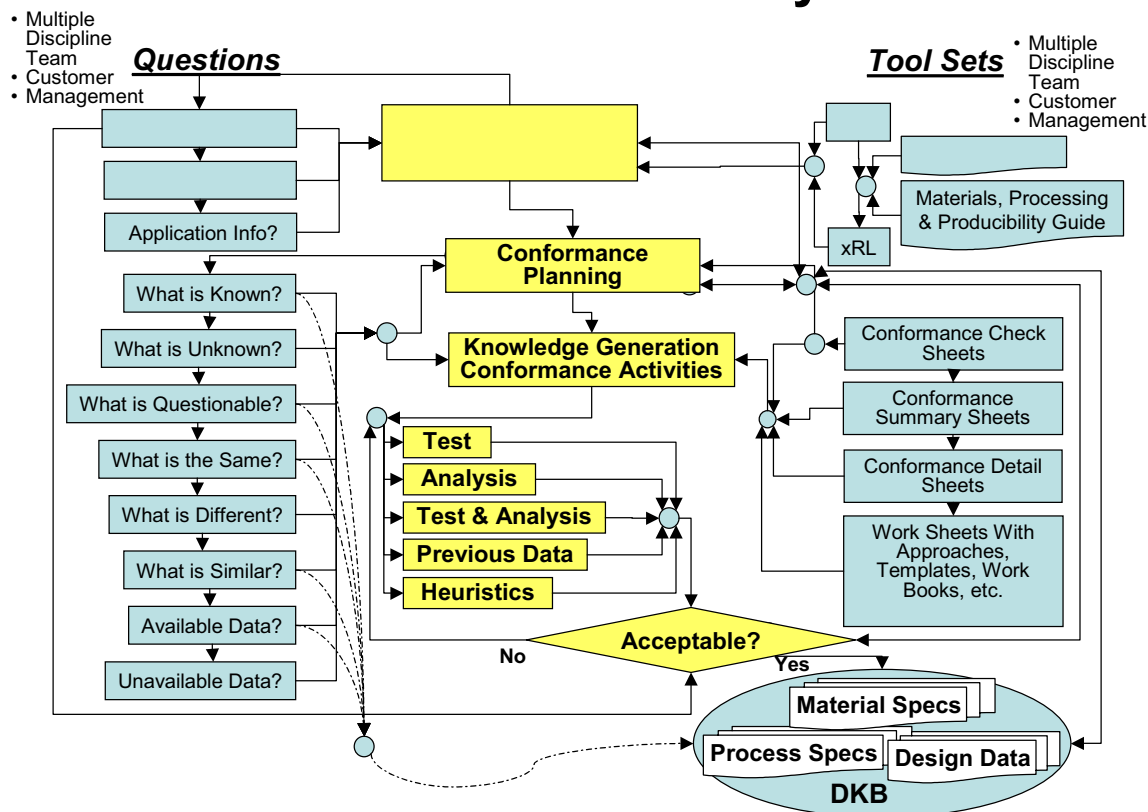 • Multiple
Discipline
Team
• Customer
• Management
Questions
Tool Sets
• Multiple
Discipline
Team
• Customer
• Management
Application Info?
What is Known?
What is Unknown?
What is Questionable?
What is the Same?
What is Different?
What is Similar?
Available Data?
Unavailable Data?
Conformance
Planning
Knowledge Generation
Conformance Activities
Test
Analysis
Test & Analysis
Previous Data
Heuristics
Acceptable?
No
Yes
Materials, Processing
& Producibility Guide
xRL
Conformance Check
Sheets
Conformance
Summary Sheets
Conformance Detail
Sheets
Work Sheets With
Approaches,
Templates, Work
Books, etc.
Material Specs
Process Specs
Design Data
DKB